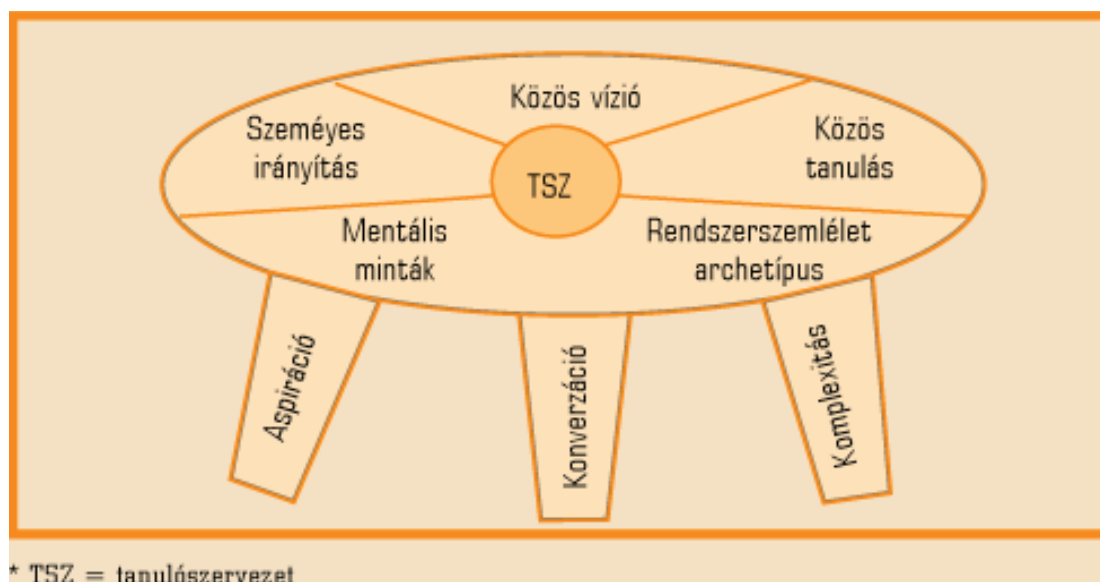 Közös vízió
Szeméyes
irányítás
Közös
tanulás
TSZ
Mentális
minták
Rendszerszemlélet
archetípus
Aspiráció
Konverzáció
Komplexitás
* TSZ = tanulószervezet